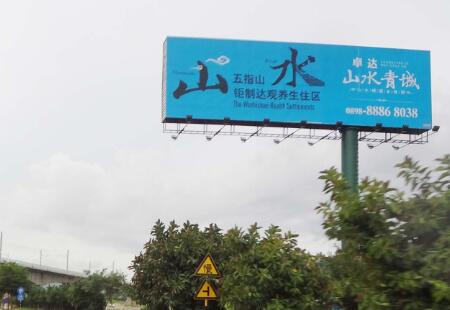 山水
五指山
钜制达观养生住区
The Wuzhishan Health Settlements
卓达
山水青城
0898-8886 8038
慢